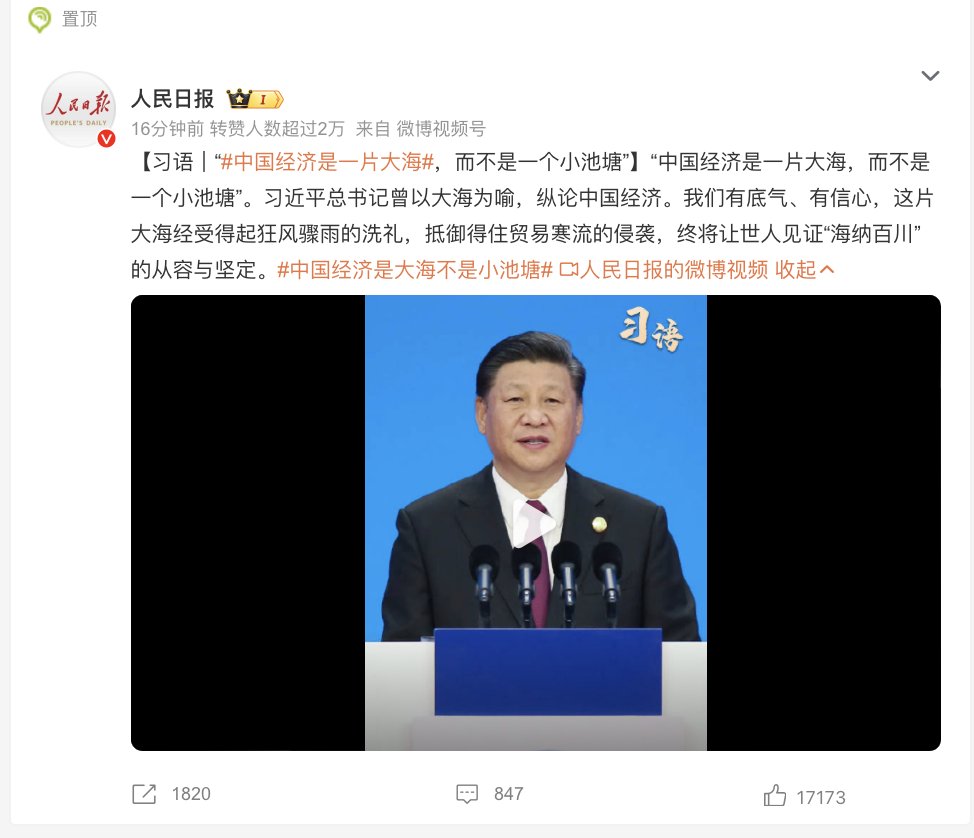 置顶
人民日报
PEOPLE'S DAILY
V
人民日报 I
16分钟前 转赞人数超过2万 来自 微博视频号
【习语｜“#中国经济是一片大海#，而不是一个小池塘”】“中国经济是一片大海，而不是
一个小池塘”。习近平总书记曾以大海为喻，纵论中国经济。我们有底气、有信心，这片
大海经受得起狂风骤雨的洗礼，抵御得住贸易寒流的侵袭，终将让世人见证“海纳百川”
的从容与坚定。#中国经济是大海不是小池塘# 人民日报的微博视频 收起
习语
1820
847
17173